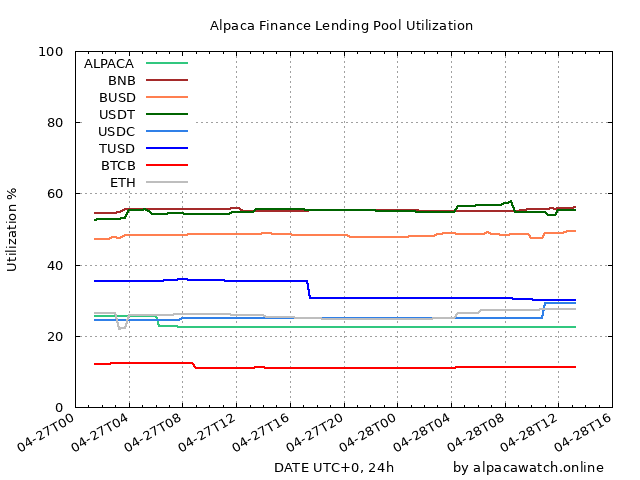 Alpaca Finance Lending Pool Utilization
Utilization %
100
80
60
40
20
0
ALPACA
BNB
BUSD
USDT
USDC
TUSD
BTCB
ETH
04-27T00
04-27T04
04-27T08
04-27T12
04-27T16
04-27T20
04-28T00
04-28T04
04-28T08
04-28T12
04-28T16
DATE UTC+0, 24h
by alpacawatch.online